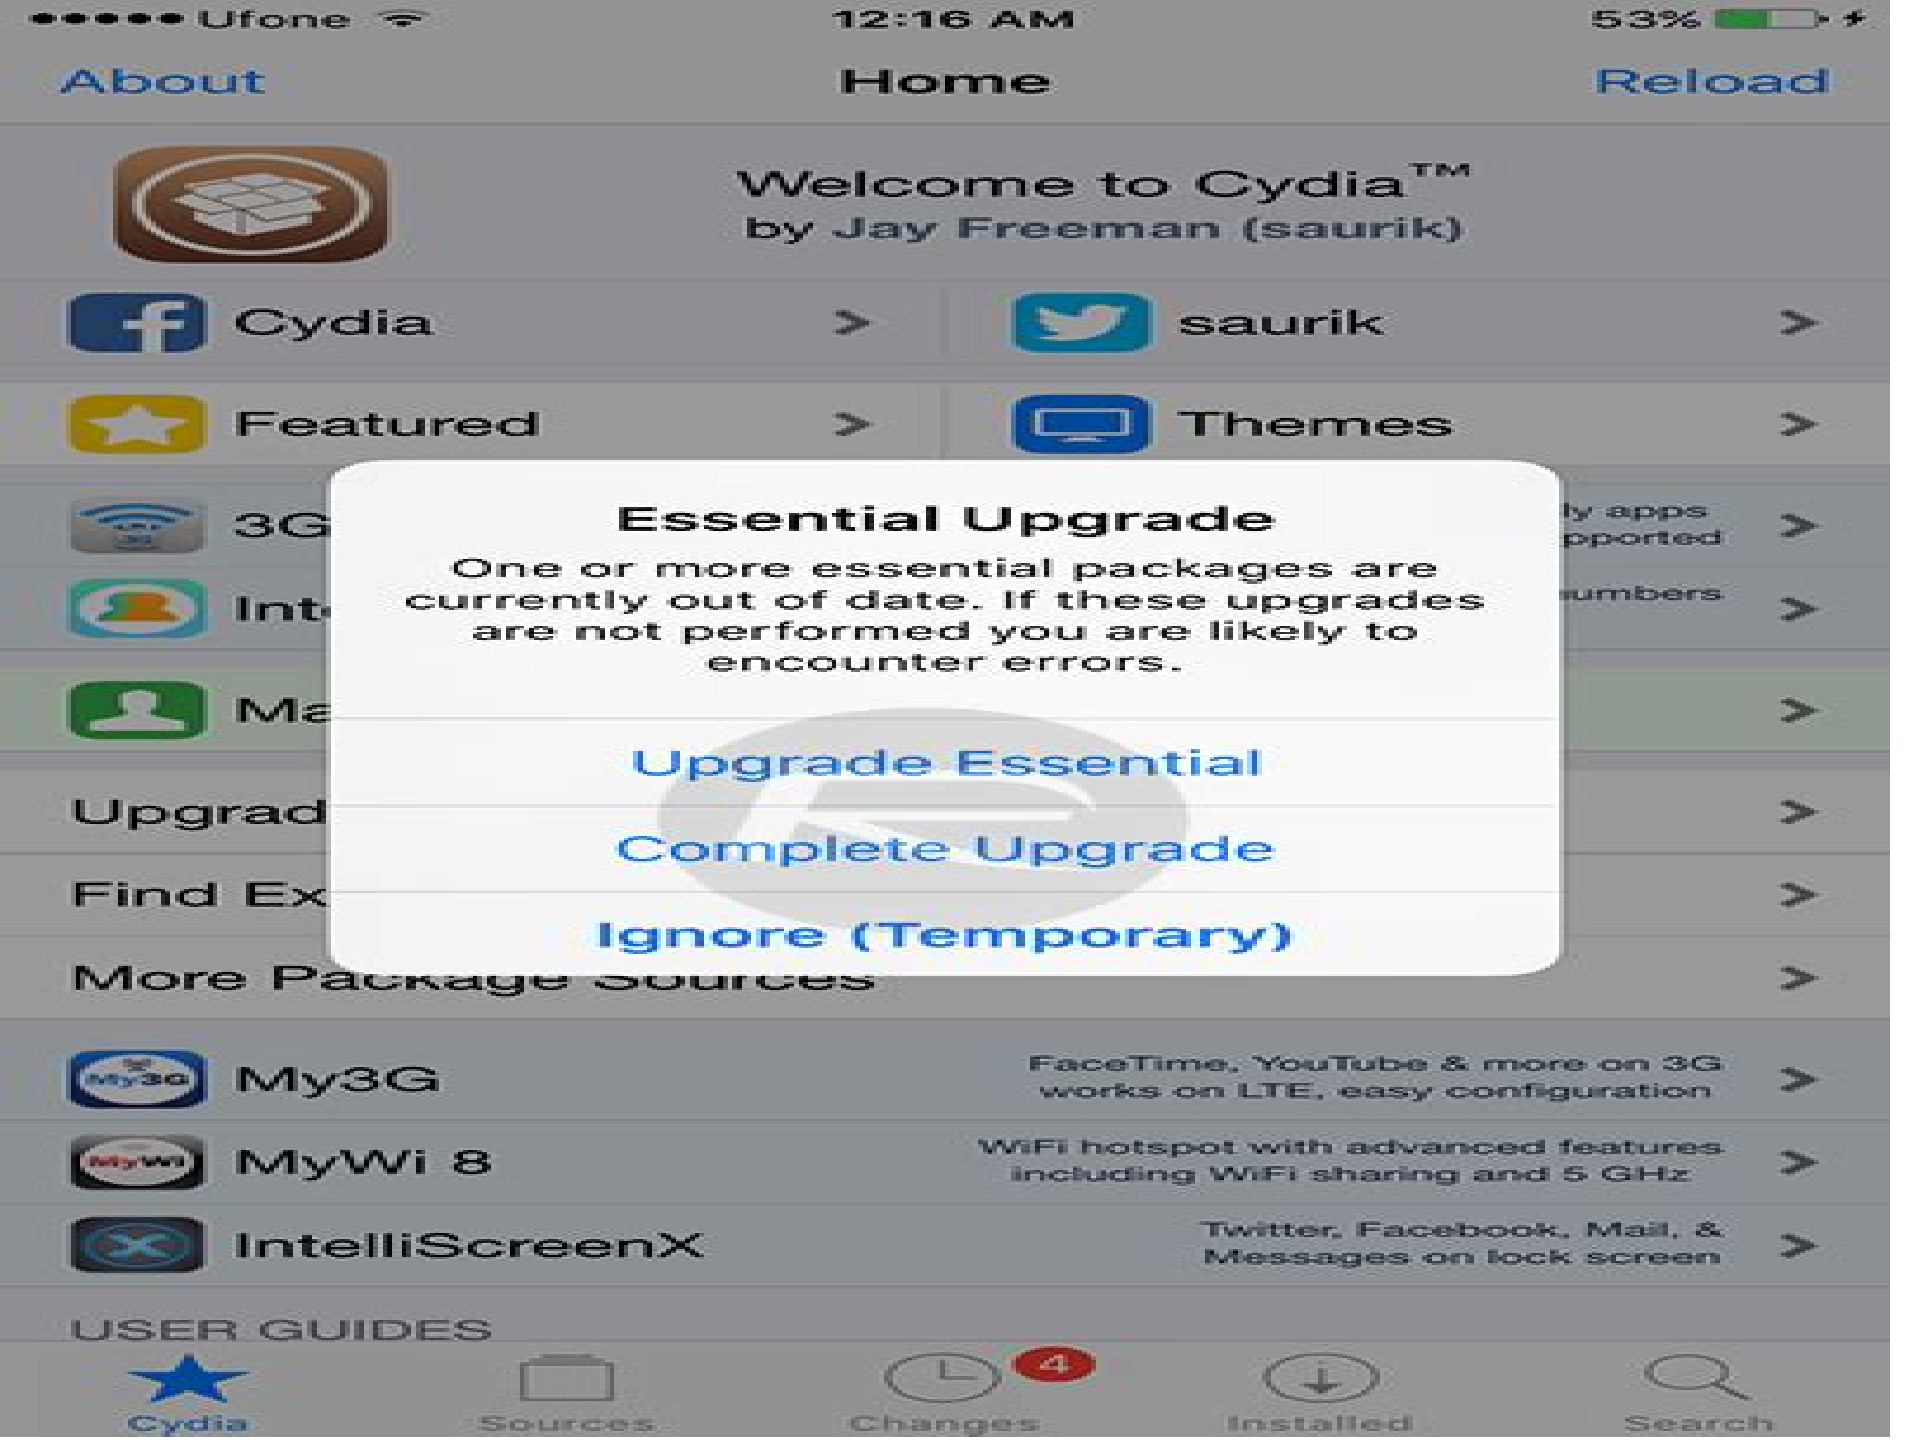 Ufone
12:16 AM
53%
About
Home
Reload
Welcome to Cydia™
by Jay Freeman (saurik)
Cydia
saurik
Featured
Themes
3G
ly apps
pported
Int
umbers
Ma
Essential Upgrade
One or more essential packages are
currently out of date. If these upgrades
are not performed you are likely to
encounter errors.
Upgrade Essential
Complete Upgrade
Ignore (Temporary)
Upgrad
Find Ex
More Package Sources
My3G
My3G
FaceTime, YouTube & more on 3G
works on LTE, easy configuration
MyWi
MyWi 8
WiFi hotspot with advanced features
including WiFi sharing and 5 GHz
IntelliScreenX
Twitter, Facebook, Mail, &
Messages on lock screen
USER GUIDES
Cydia
Sources
4
Changes
Installed
Search